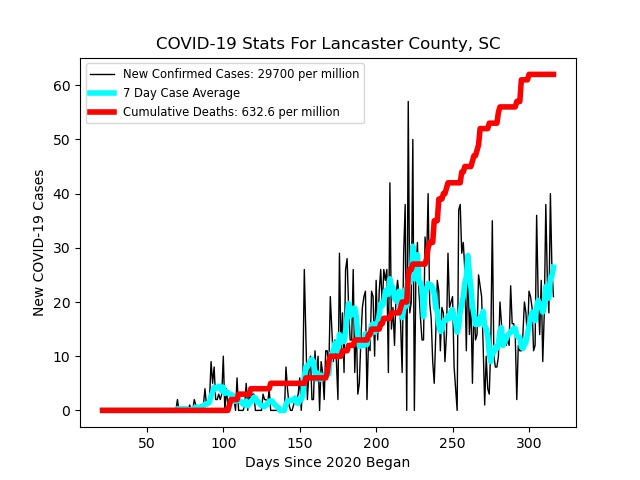 COVID-19 Stats For Lancaster County, SC
New Confirmed Cases: 29700 per million
7 Day Case Average
Cumulative Deaths: 632.6 per million
New COVID-19 Cases
60
50
40
30
20
10
0
50 100 150 200 250 300
Days Since 2020 Began